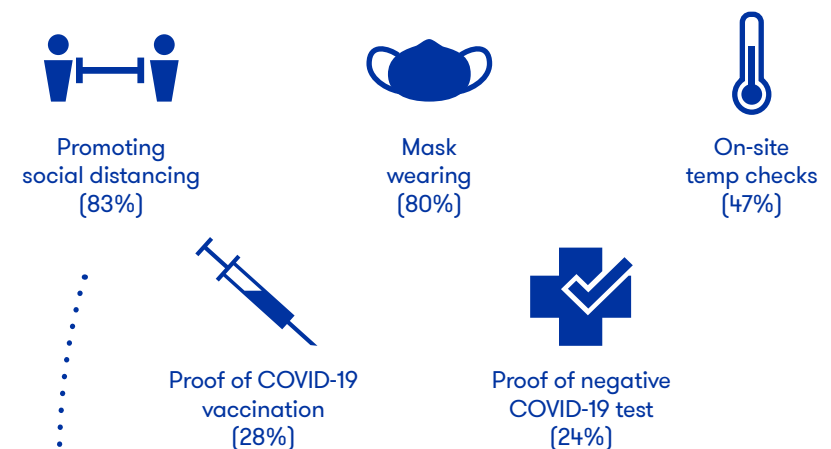 Promoting
social distancing
(83%)
Mask
wearing
(80%)
On-site
temp checks
(47%)
Proof of COVID-19
vaccination
(28%)
Proof of negative
COVID-19 test
(24%)